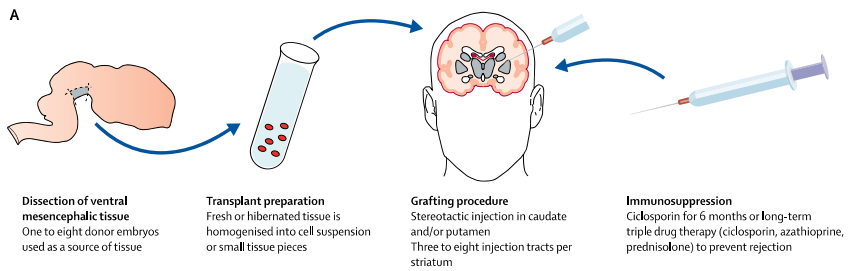 A
Dissection of ventral
mesencephalic tissue
One to eight donor embryos
used as a source of tissue
Transplant preparation
Fresh or hibernated tissue is
homogenised into cell suspension
or small tissue pieces
Grafting procedure
Stereotactic injection in caudate
and/or putamen
Three to eight injection tracts per
striatum
Immunosuppression
Ciclosporin for 6 months or long-term
triple drug therapy (ciclosporin, azathioprine,
prednisolone) to prevent rejection